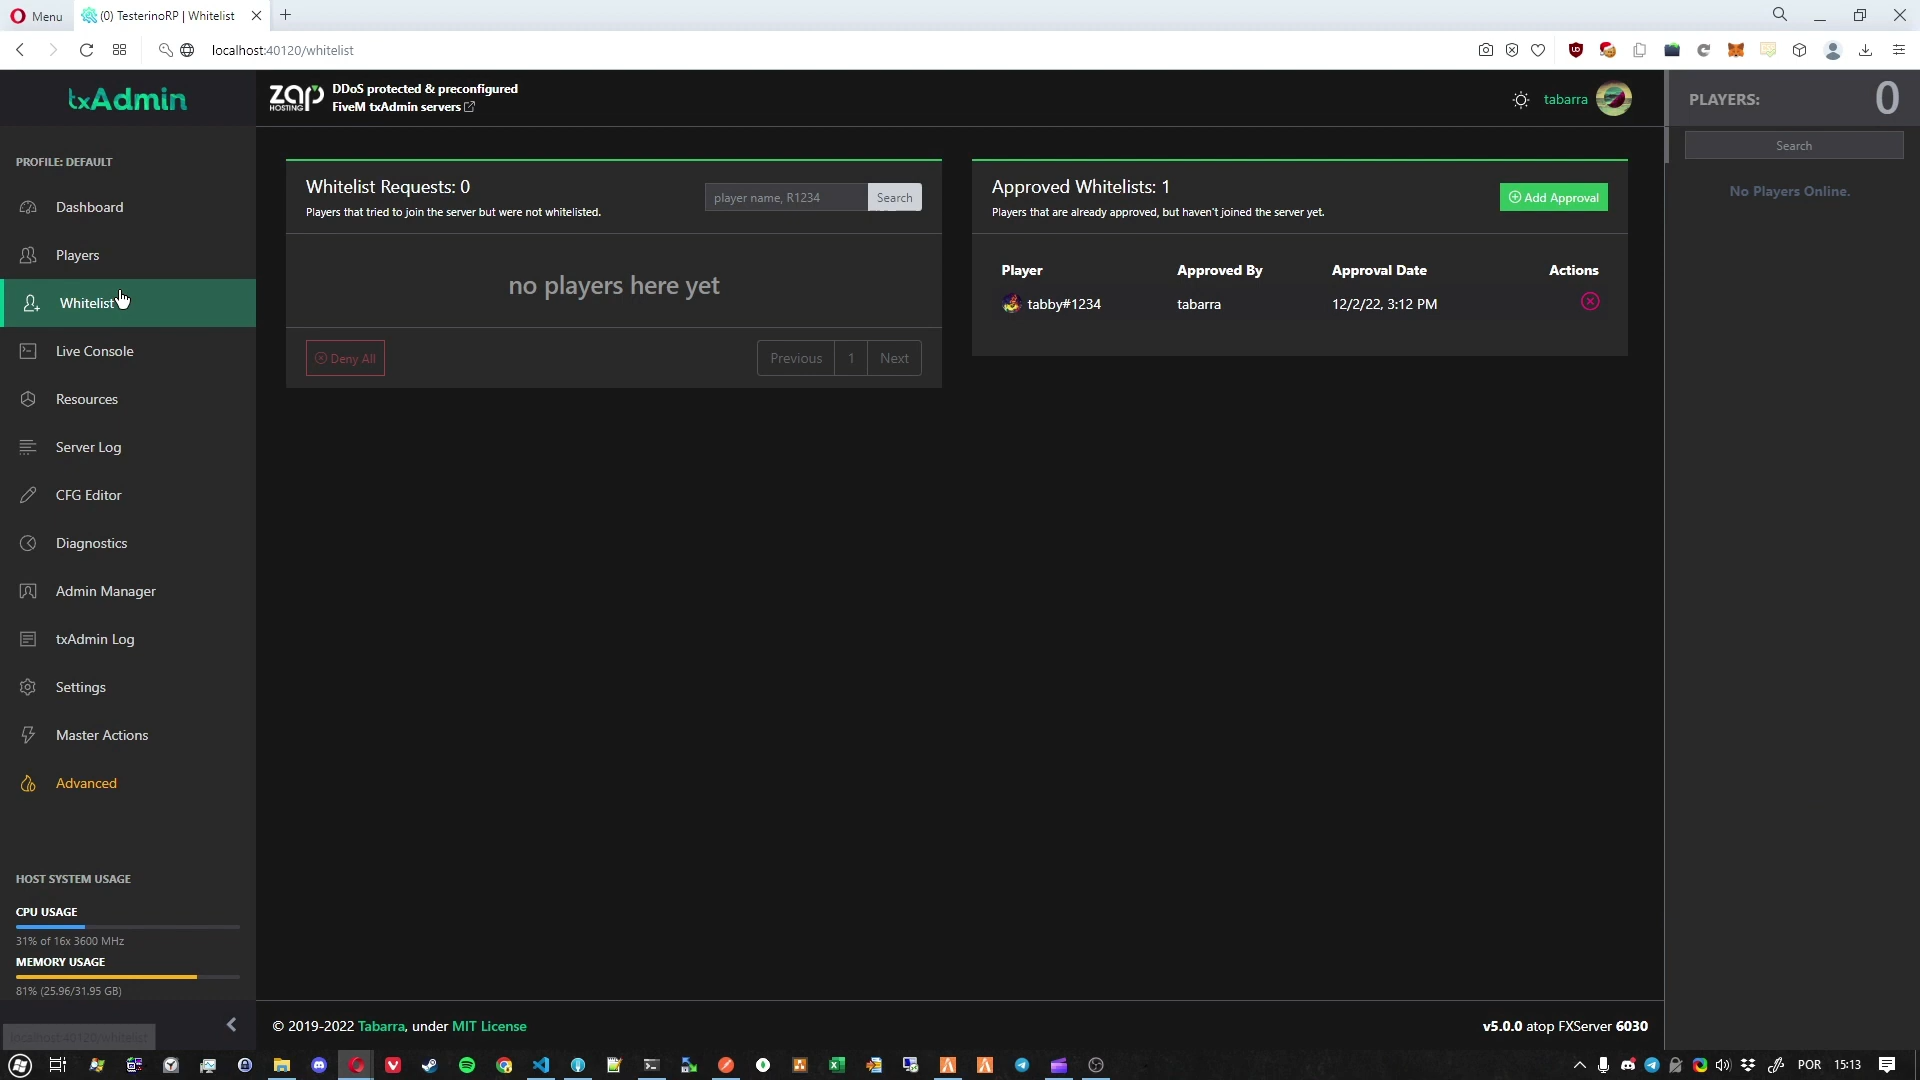 Menu
(0) TesterinoRP | Whitelist
localhost:40120/whitelist
txAdmin
ZAP HOSTING
DDoS protected & preconfigured
FiveM txAdmin servers
tabarra
PLAYERS:
0
Search
No Players Online.
PROFILE: DEFAULT
Dashboard
Players
Whitelist
Live Console
Resources
Server Log
CFG Editor
Diagnostics
Admin Manager
txAdmin Log
Settings
Master Actions
Advanced
HOST SYSTEM USAGE
CPU USAGE
31% of 16x 3600 MHz
MEMORY USAGE
81% (25.96/31.95 GB)
localhost:40120/whitelist
Whitelist Requests: 0
Players that tried to join the server but were not whitelisted.
player name, R1234
Search
no players here yet
Deny All
Previous
1
Next
Approved Whitelists: 1
Players that are already approved, but haven't joined the server yet.
Add Approval
Player Approved By Approval Date Actions
tabby#1234 tabarra 12/2/22, 3:12 PM
© 2019-2022 Tabarra, under MIT License
v5.0.0 atop FXServer 6030
POR
15:13